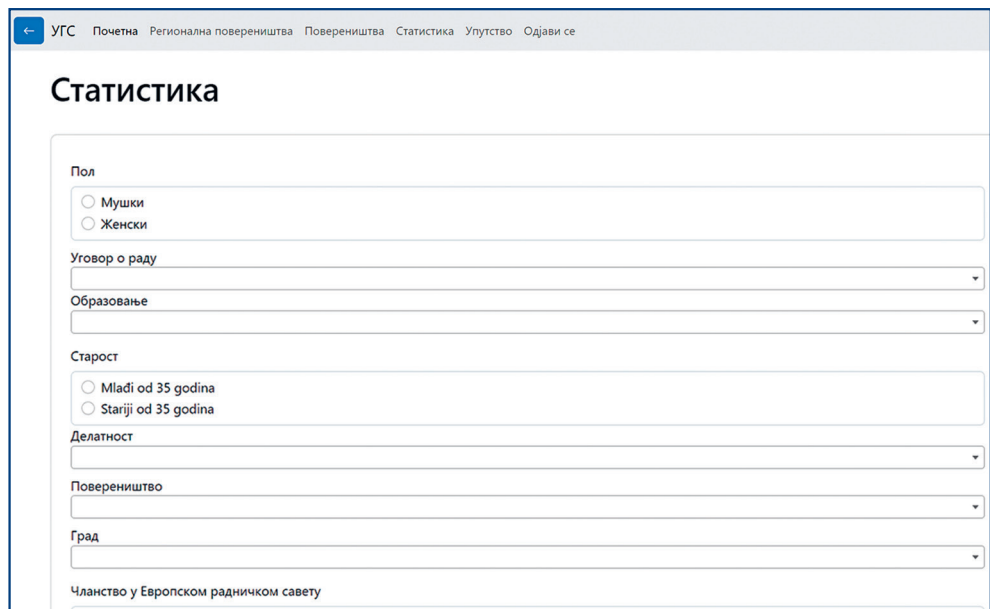 УГС Почетна Регионална повереништва Повереништва Статистика Упутство Одјави се
Статистика
Пол
Мушки
Женски
Уговор о раду
Образовање
Старост
Mlađi od 35 godina
Stariji od 35 godina
Делатност
Повереништво
Град
Чланство у Европском радничком савету